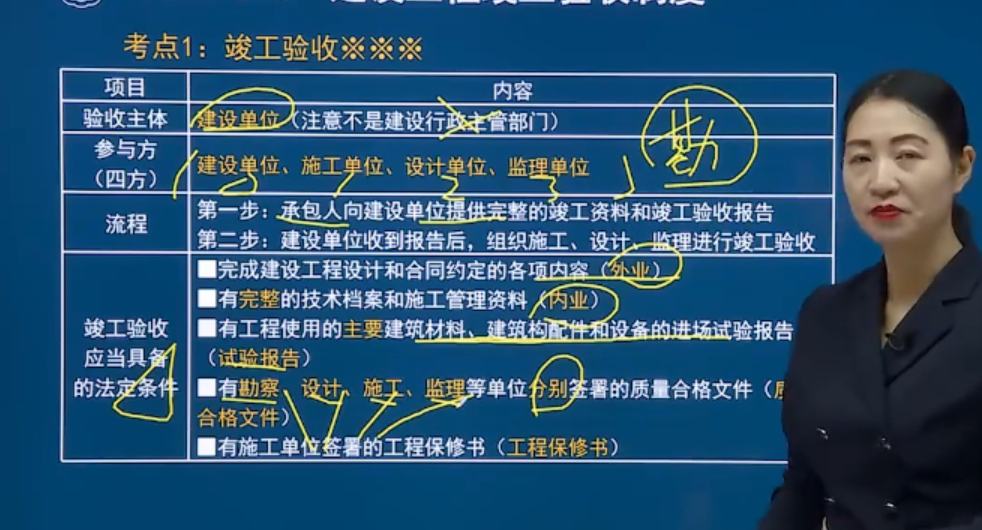 建设工程竣工验收制度
考点1：竣工验收※※※
项目
内容
验收主体
建设单位（注意不是建设行政主管部门）
参与方
（四方）
建设单位、施工单位、设计单位、监理单位
勘
流程
第一步：承包人向建设单位提供完整的竣工资料和竣工验收报告
第二步：建设单位收到报告后，组织施工、设计、监理进行竣工验收
竣工验收
应当具备
的法定条件
■完成建设工程设计和合同约定的各项内容（外业）
■有完整的技术档案和施工管理资料（内业）
■有工程使用的主要建筑材料、建筑构配件和设备的进场试验报告
（试验报告）
■有勘察、设计、施工、监理等单位分别签署的质量合格文件（质
合格文件）
■有施工单位签署的工程保修书（工程保修书）